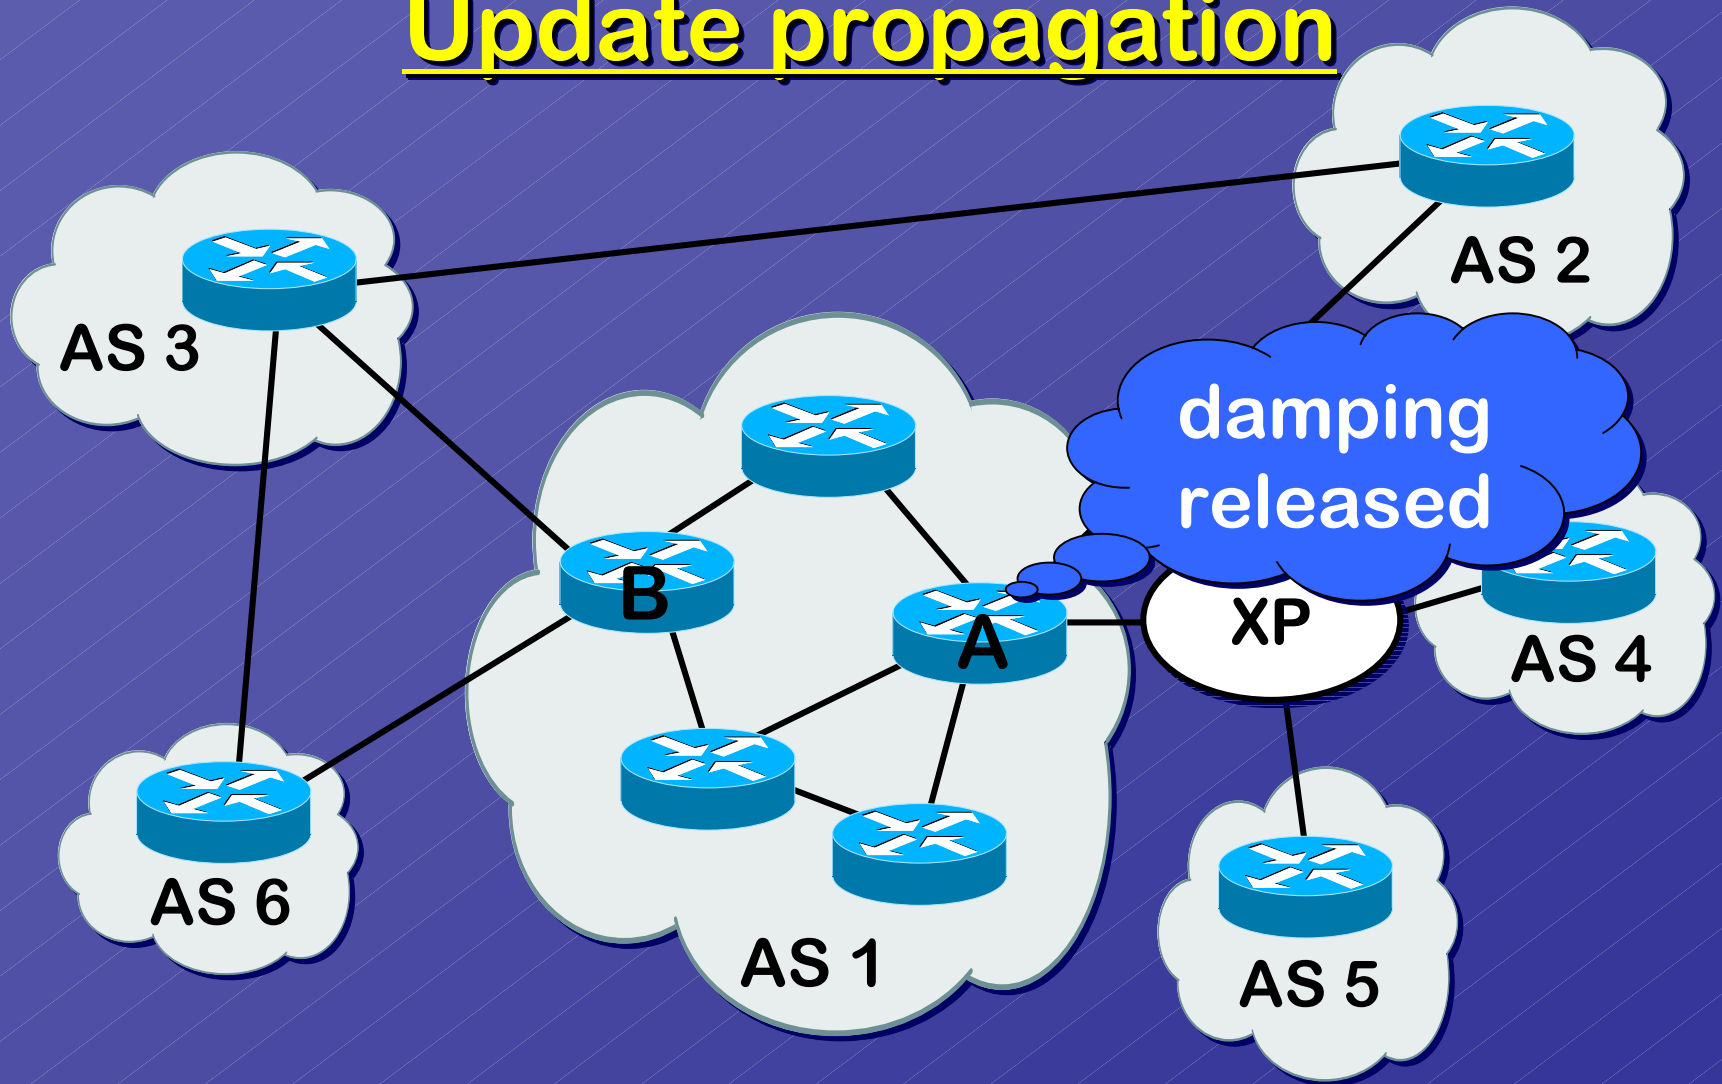 Update propagation
AS 2
AS 3
damping
released
B
A
XP
AS 4
AS 6
AS 1
AS 5